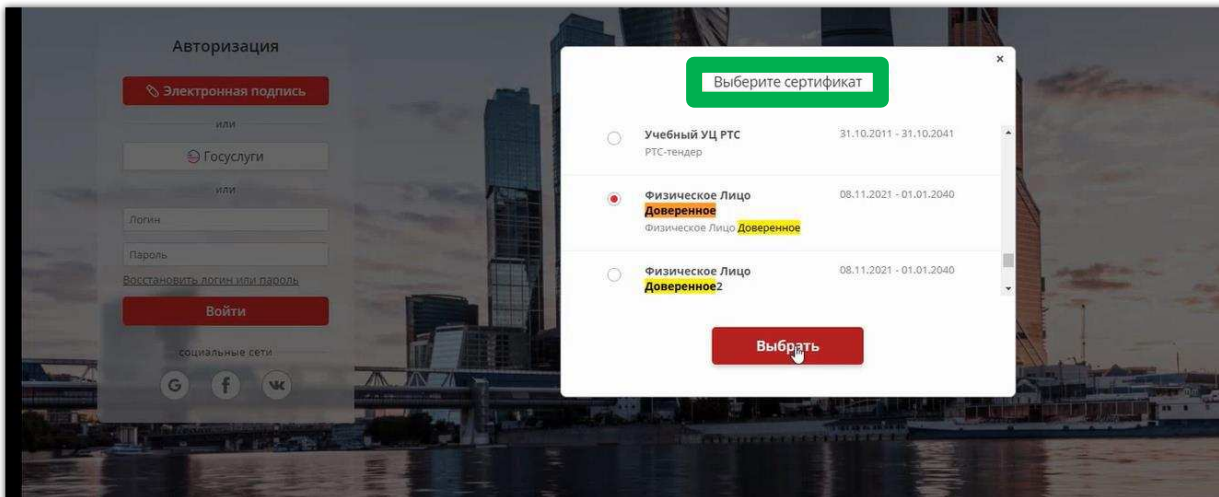 Авторизация
Электронная подпись
или
Госуслуги
или
Логин
Пароль
Восстановить логин или пароль
Войти
социальные сети
G f
Выберите сертификат
×
Учебный УЦ РТС 31.10.2011 - 31.10.2041
РТС-тендер
Физическое Лицо 08.11.2021 - 01.01.2040
Доверенное
Физическое Лицо Доверенное
Физическое Лицо 08.11.2021 - 01.01.2040
Доверенное2
Выбрать